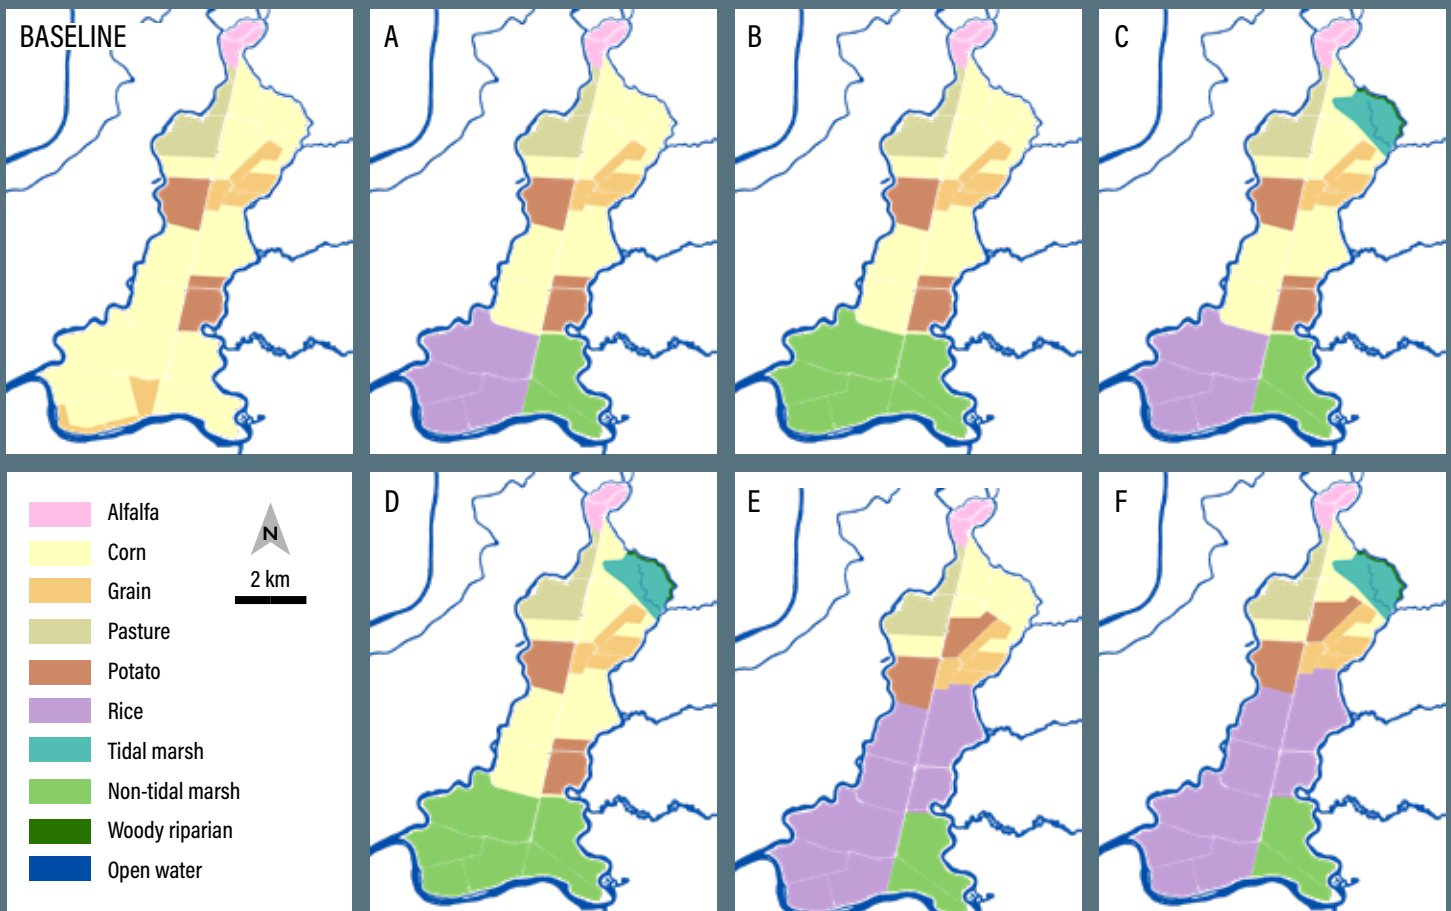 BASELINE
A
B
C
Alfalfa
Corn
Grain
Pasture
Potato
Rice
Tidal marsh
Non-tidal marsh
Woody riparian
Open water
N
2 km
D
E
F